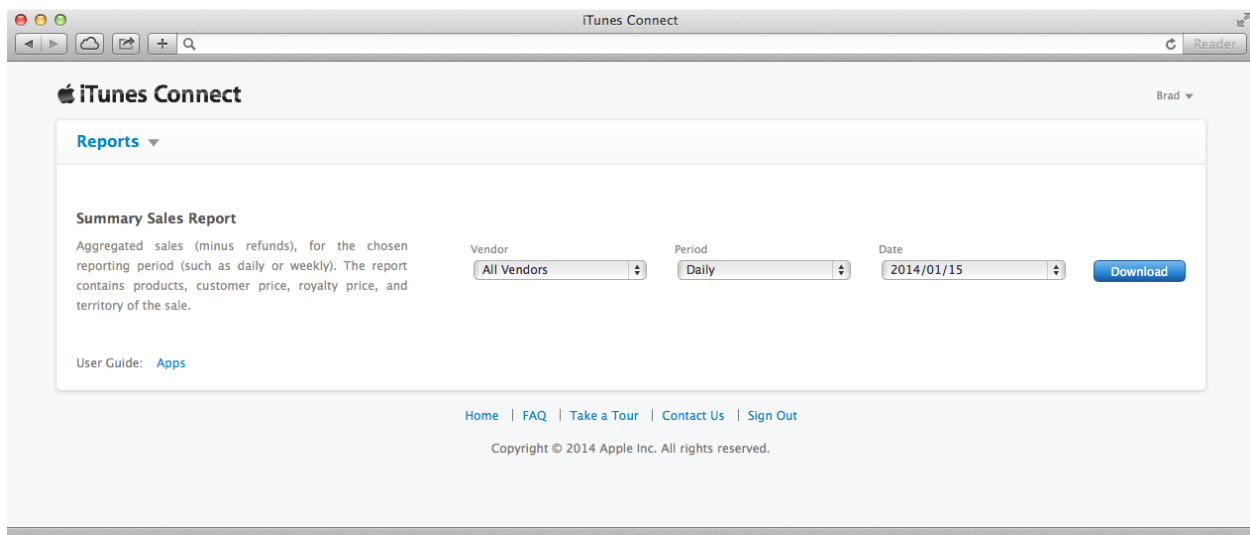 iTunes Connect
Reader
iTunes Connect
Brad
Reports
Summary Sales Report
Aggregated sales (minus refunds), for the chosen
reporting period (such as daily or weekly). The report
contains products, customer price, royalty price, and
territory of the sale.
Vendor Period Date
All Vendors Daily 2014/01/15 Download
User Guide: Apps
Home | FAQ | Take a Tour | Contact Us | Sign Out
Copyright © 2014 Apple Inc. All rights reserved.